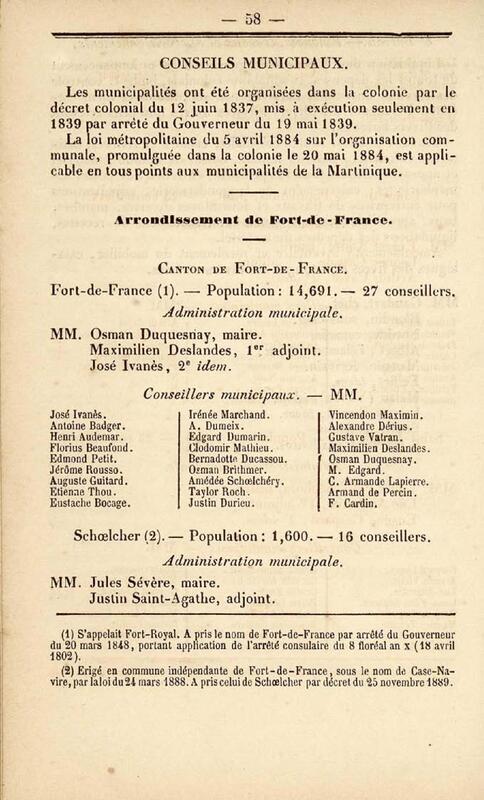 — 58 —
CONSEILS MUNICIPAUX.
Les municipalités ont été organisées dans la colonie par le
décret colonial du 12 juin 1837, mis à exécution seulement en
1839 par arrêté du Gouverneur du 19 mai 1839.
La loi métropolitaine du 5 avril 1884 sur l'organisation com-
munale, promulguée dans la colonie le 20 mai 1884, est appli-
cable en tous points aux municipalités de la Martinique.
Arrondissement de Fort-de-France.
CANTON DE FORT-DE-FRANCE.
Fort-de-France (1). — Population : 14,691. — 27 conseillers.
Administration municipale.
MM. Osman Duquesnay, maire.
Maximilien Deslandes, 1er adjoint.
José Ivanès, 2e idem.
Conseillers municipaux. — MM.
José Ivanès.
Antoine Badger.
Henri Audemar.
Florius Beaufond.
Edmond Petit.
Jérôme Rousso.
Auguste Guitard.
Etienne Thou.
Eustache Bocage.
Irénée Marchand.
A. Dumeix.
Edgard Dumarin.
Clodomir Mathieu.
Bernadotte Ducassou.
Osman Brithmer.
Amédée Schœlchéry.
Taylor Roch.
Justin Durieu.
Vincendon Maximin.
Alexandre Dérius.
Gustave Vatran.
Maximilien Deslandes.
Osman Duquesnay.
M. Edgard.
C. Armande Lapierre.
Armand de Percin.
F. Cardin.
Schœlcher (2). — Population : 1,600. — 16 conseillers.
Administration municipale.
MM. Jules Sévère, maire.
Justin Saint-Agathe, adjoint.
(1) S'appelait Fort-Royal. A pris le nom de Fort-de-France par arrêté du Gouverneur
du 20 mars 1848, portant application de l'arrêté consulaire du 8 floréal an x (18 avril
1802).
(2) Erigé en commune indépendante de Fort-de-France, sous le nom de Case-Na-
vire, par la loi du 24 mars 1888. A pris celui de Schœlcher par décret du 25 novembre 1889.